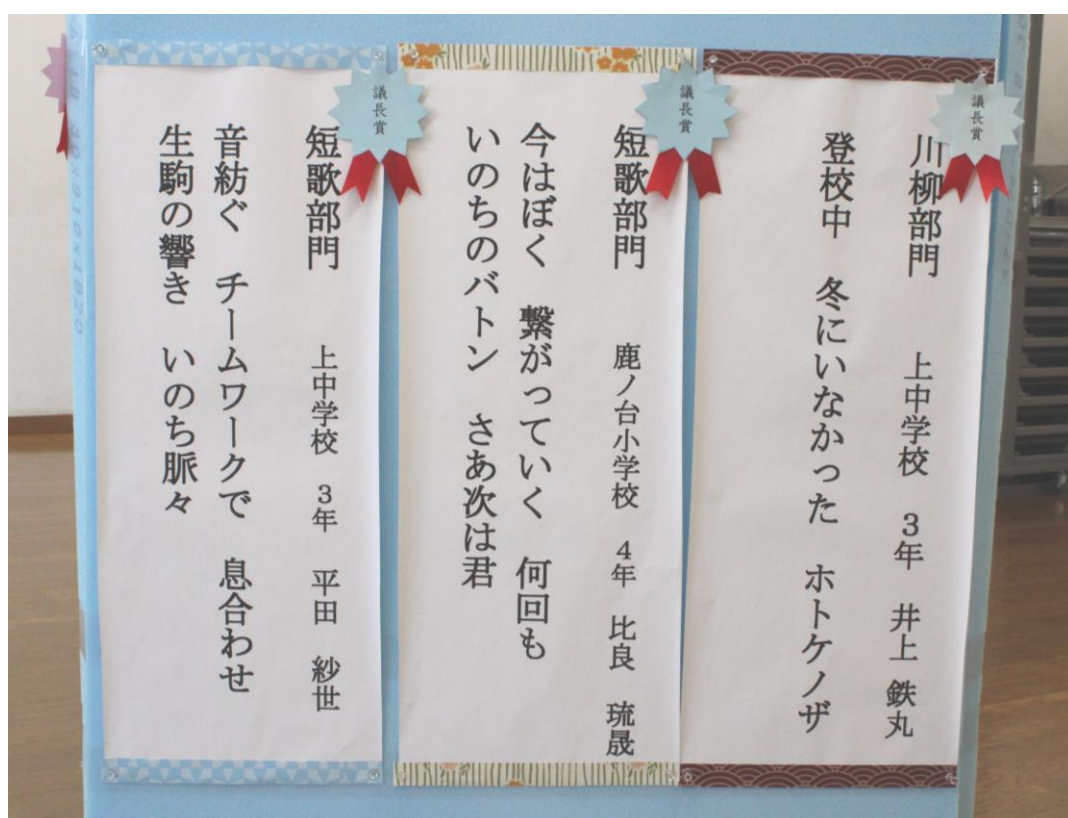 議長賞
川柳部門 上中学校 3年 井上 鉄丸
登校中 冬にいなかった ホトケノザ
議長賞
短歌部門 鹿ノ台小学校 4年 比良 琉晟
今はぼく 繋がっていく 何回も
いのちのバトン さあ次は君
議長賞
短歌部門 上中学校 3年 平田 紗世
音紡ぐ チームワークで 息合わせ
生駒の響き いのち脈々